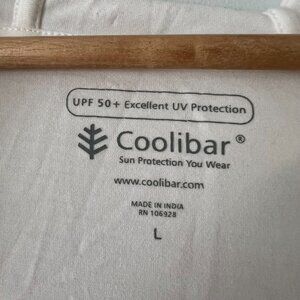 UPF 50+ Excellent UV Protection
Coolibar®
Sun Protection You Wear
www.coolibar.com
MADE IN INDIA
RN 106928
L